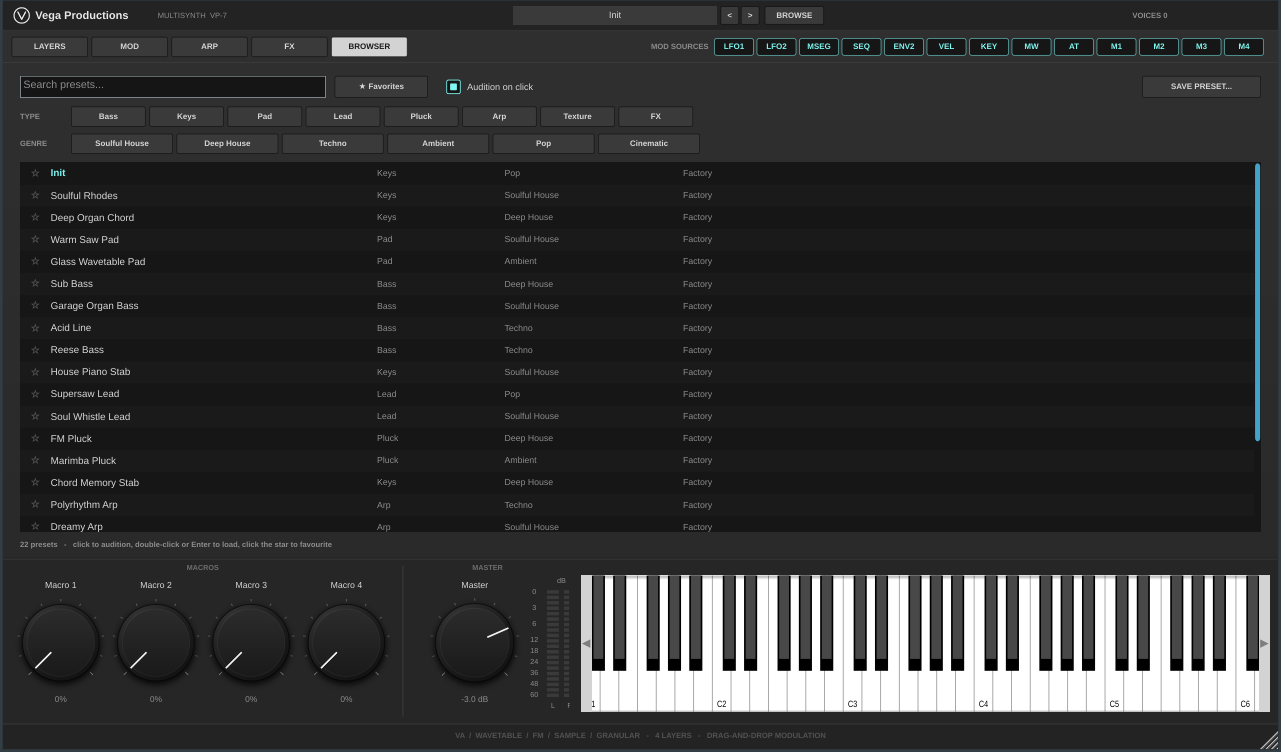 Vega Productions MULTISYNTH VP-7 Init < > BROWSE VOICES 0
LAYERS MOD ARP FX BROWSER MOD SOURCES LFO1 LFO2 MSEG SEQ ENV2 VEL KEY MW AT M1 M2 M3 M4
Search presets... ★ Favorites Audition on click SAVE PRESET...
TYPE Bass Keys Pad Lead Pluck Arp Texture FX
GENRE Soulful House Deep House Techno Ambient Pop Cinematic
☆ Init Keys Pop Factory
☆ Soulful Rhodes Keys Soulful House Factory
☆ Deep Organ Chord Keys Deep House Factory
☆ Warm Saw Pad Pad Soulful House Factory
☆ Glass Wavetable Pad Pad Ambient Factory
☆ Sub Bass Bass Deep House Factory
☆ Garage Organ Bass Bass Soulful House Factory
☆ Acid Line Bass Techno Factory
☆ Reese Bass Bass Techno Factory
☆ House Piano Stab Keys Soulful House Factory
☆ Supersaw Lead Lead Pop Factory
☆ Soul Whistle Lead Lead Soulful House Factory
☆ FM Pluck Pluck Deep House Factory
☆ Marimba Pluck Pluck Ambient Factory
☆ Chord Memory Stab Keys Deep House Factory
☆ Polyrhythm Arp Arp Techno Factory
☆ Dreamy Arp Arp Soulful House Factory
22 presets - click to audition, double-click or Enter to load, click the star to favourite
MACROS MASTER
Macro 1 Macro 2 Macro 3 Macro 4 Master dB
0
3
6
12
18
24
36
48
60
0% 0% 0% 0% -3.0 dB L
1 C2 C3 C4 C5 C6
VA / WAVETABLE / FM / SAMPLE / GRANULAR - 4 LAYERS - DRAG-AND-DROP MODULATION